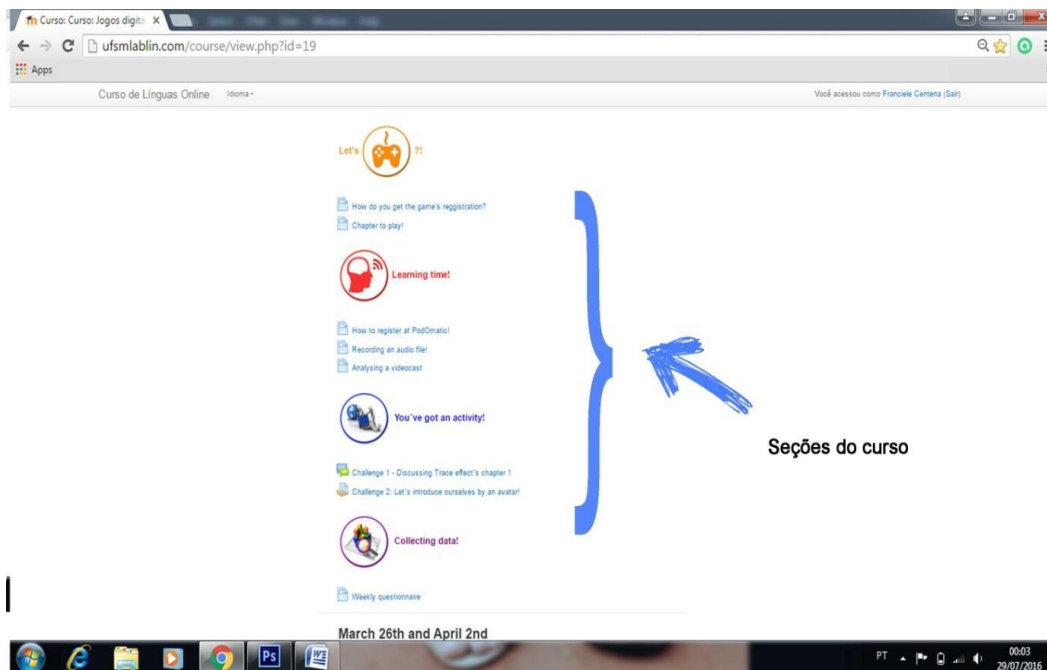 Curso: Curso: Jogos digita
ufsmlablin.com/course/view.php?id=19
Apps
Curso de Línguas Online Idioma
Você acessou como Franciele Centena (Sair)
Let's ?!
How do you get the game's reggistration?
Chapter to play!
Learning time!
How to register at PodOmatic!
Recording an audio file!
Analysing a videocast
You've got an activity!
Seções do curso
Challenge 1 - Discussing Trace effect's chapter 1
Challenge 2: Let's introduce ourselves by an avatar!
Collecting data!
Weekly questionnaire
March 26th and April 2nd
Ps
PT
00:03
29/07/2016